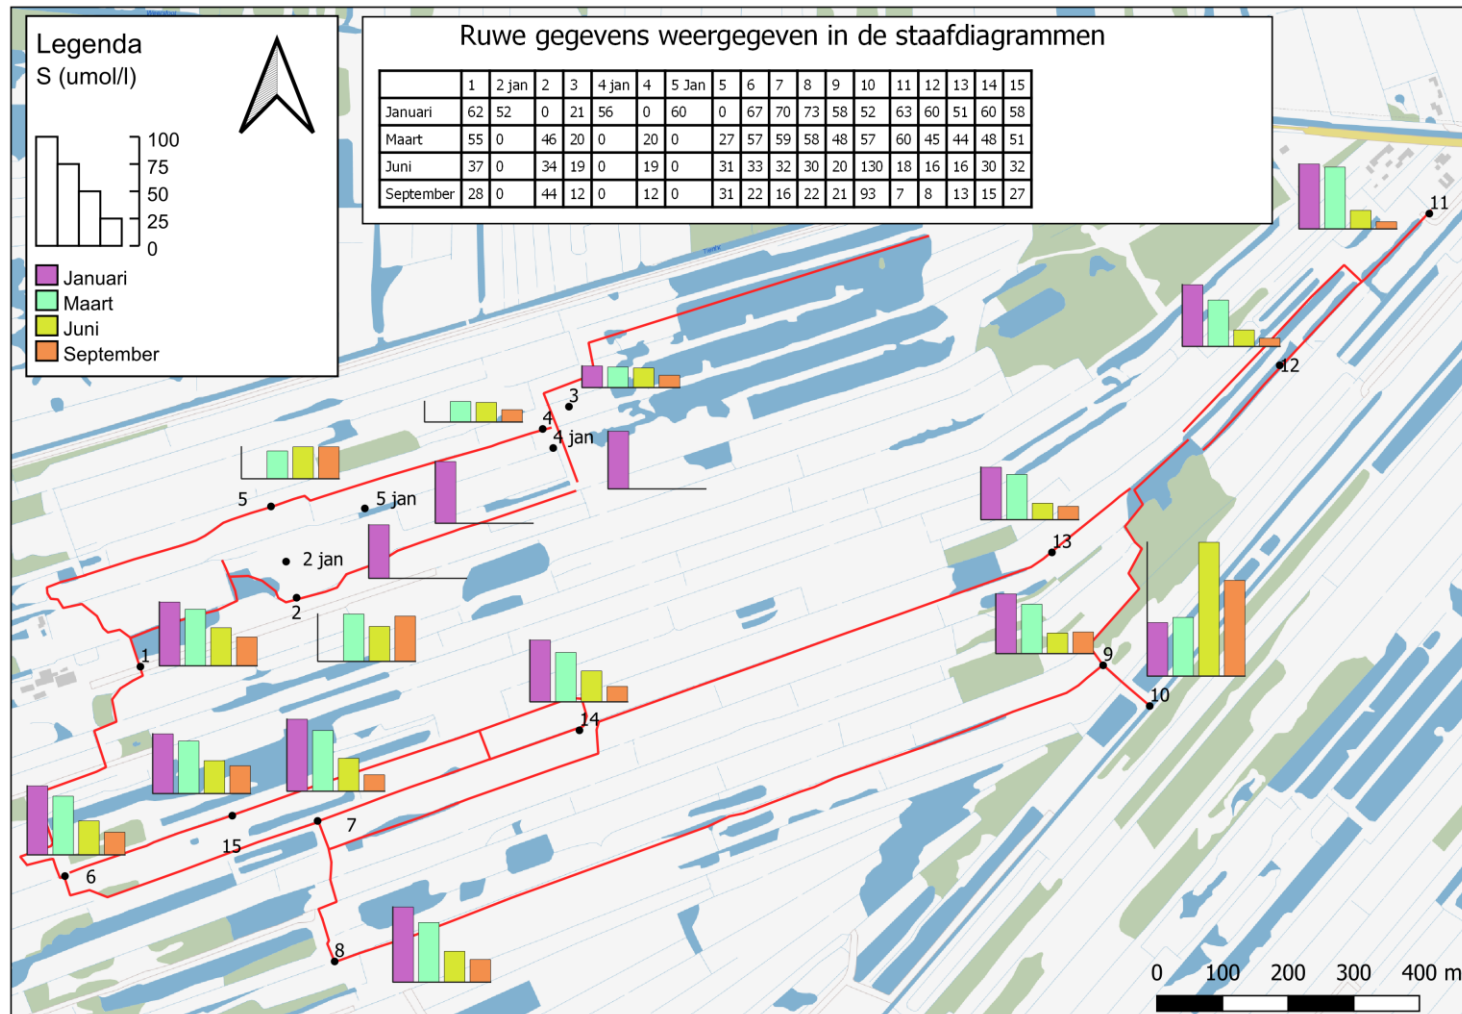 Legenda
S (umol/l)
100
75
50
25
0
Januari
Maart
Juni
September
Ruwe gegevens weergegeven in de staafdiagrammen
1 2 jan 2 3 4 jan 4 5 Jan 5 6 7 8 9 10 11 12 13 14 15
Januari 62 52 0 21 56 0 60 0 67 70 73 58 52 63 60 51 60 58
Maart 55 0 46 20 0 20 0 27 57 59 58 48 57 60 45 44 48 51
Juni 37 0 34 19 0 19 0 31 33 32 30 20 130 18 16 16 30 32
September 28 0 44 12 0 12 0 31 22 16 22 21 93 7 8 13 15 27
11
12
3
4
4 jan
5
5 jan
13
2 jan
2
1
9
10
14
7
15
6
8
0 100 200 300 400 m